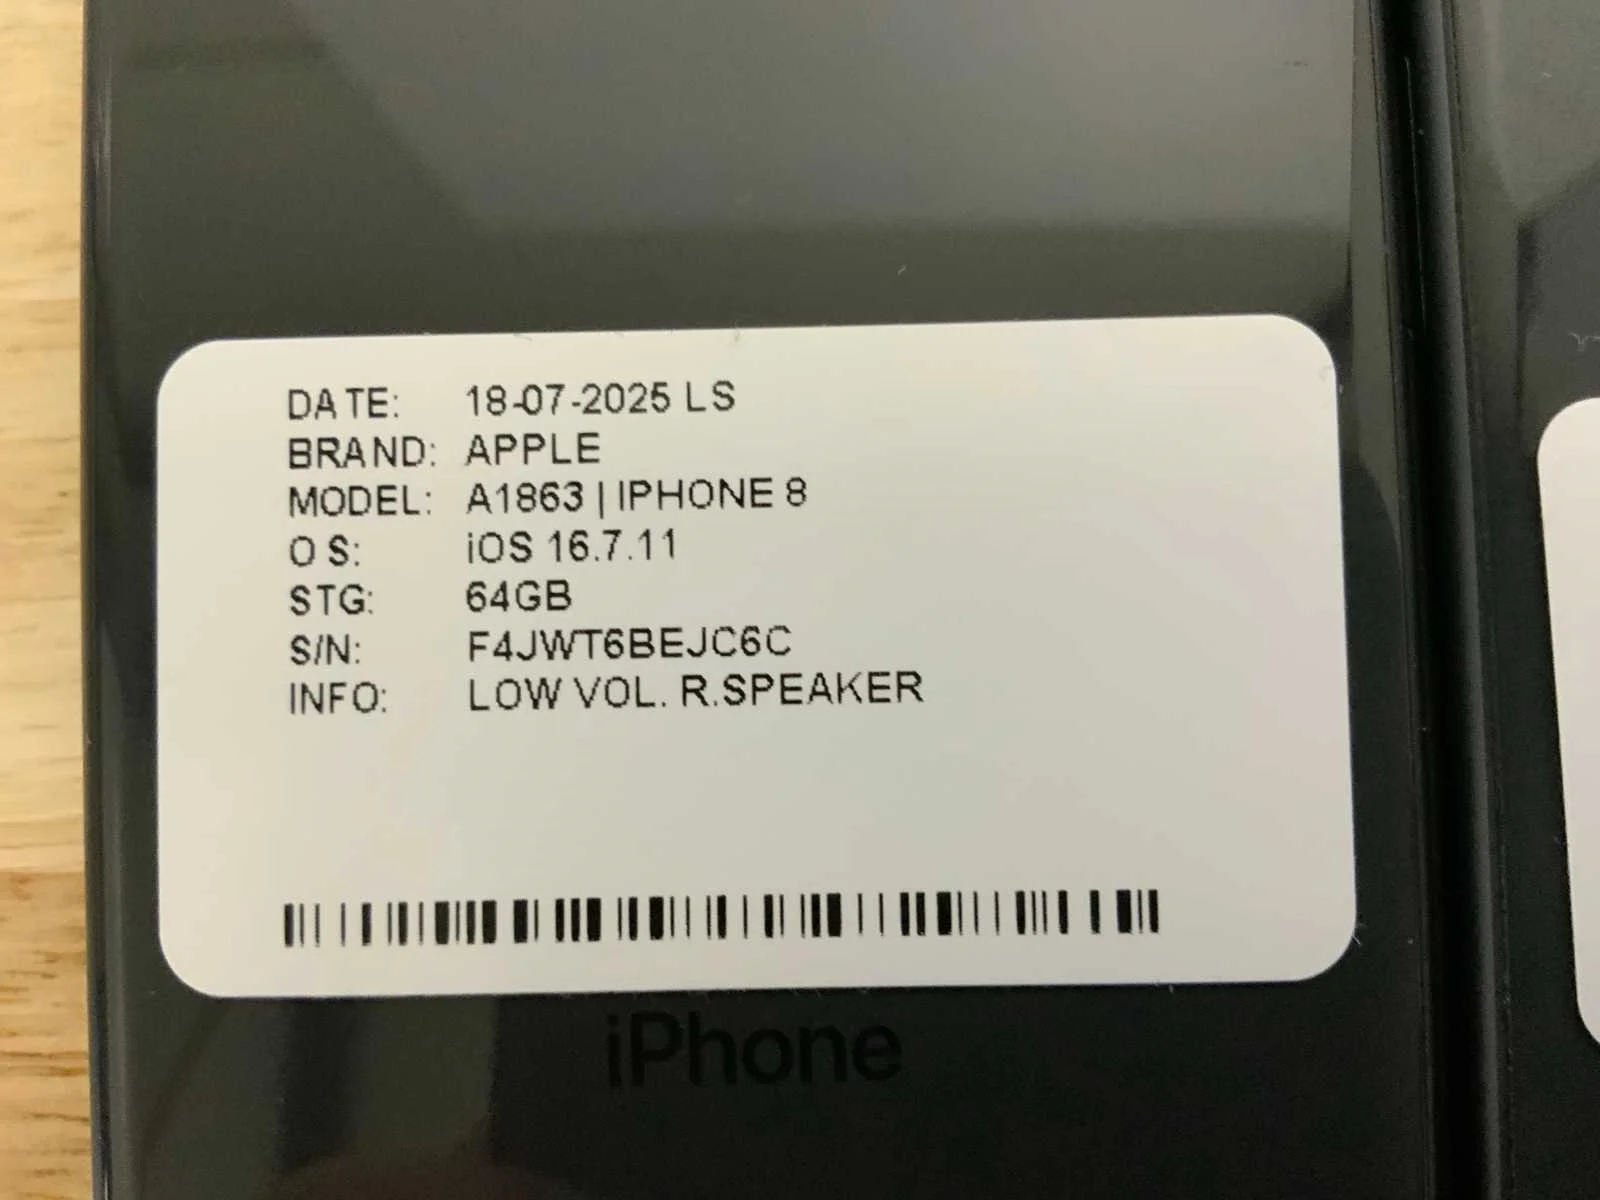 DATE: 18-07-2025 LS
BRAND: APPLE
MODEL: A1863 | IPHONE 8
OS: iOS 16.7.11
STG: 64GB
S/N: F4JWT6BEJC6C
INFO: LOW VOL. R.SPEAKER
iPhone